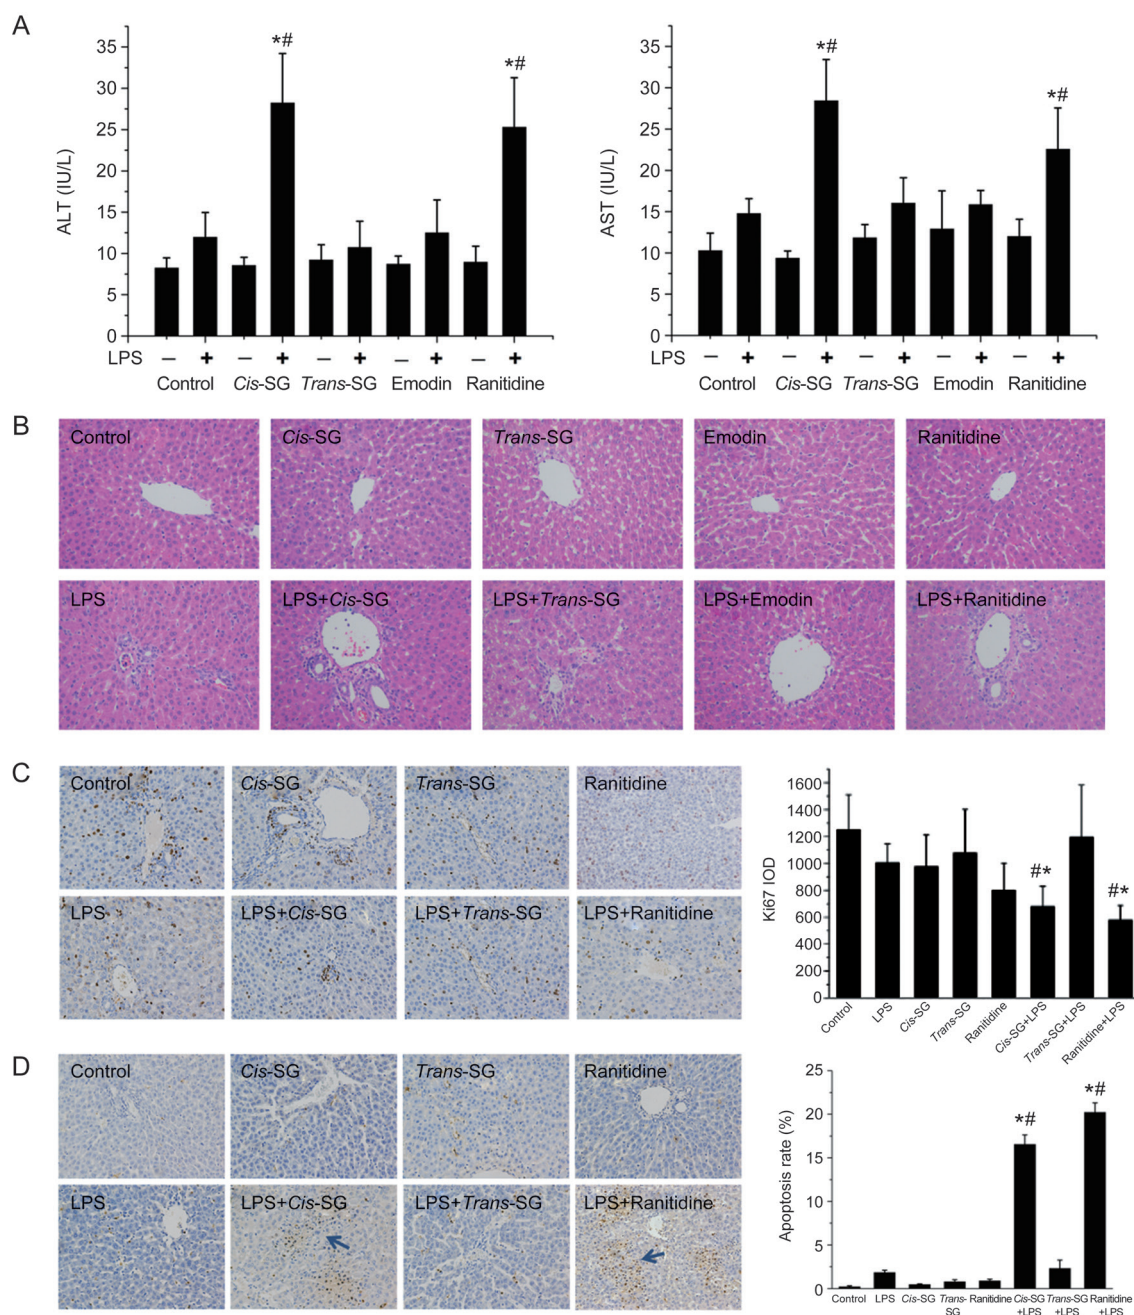 A
ALT (IU/L)
35
30
25
20
15
10
5
0
*#
*#
LPS – + – + – + – + – +
Control Cis-SG Trans-SG Emodin Ranitidine
AST (IU/L)
35
30
25
20
15
10
5
0
*#
*#
LPS – + – + – + – + – +
Control Cis-SG Trans-SG Emodin Ranitidine
B
Control Cis-SG Trans-SG Emodin Ranitidine
LPS LPS+Cis-SG LPS+Trans-SG LPS+Emodin LPS+Ranitidine
C
Control Cis-SG Trans-SG Ranitidine
LPS LPS+Cis-SG LPS+Trans-SG LPS+Ranitidine
Ki67 IOD
1600
1400
1200
1000
800
600
400
200
0
#*
#*
Control LPS Cis-SG Trans-SG Ranitidine Cis-SG+LPS Trans-SG+LPS Ranitidine+LPS
D
Control Cis-SG Trans-SG Ranitidine
LPS LPS+Cis-SG LPS+Trans-SG LPS+Ranitidine
Apoptosis rate (%)
25
20
15
10
5
0
*#
*#
Control LPS Cis-SG Trans- Ranitidine Cis-SG Trans-SG Ranitidine
SG +LPS +LPS +LPS